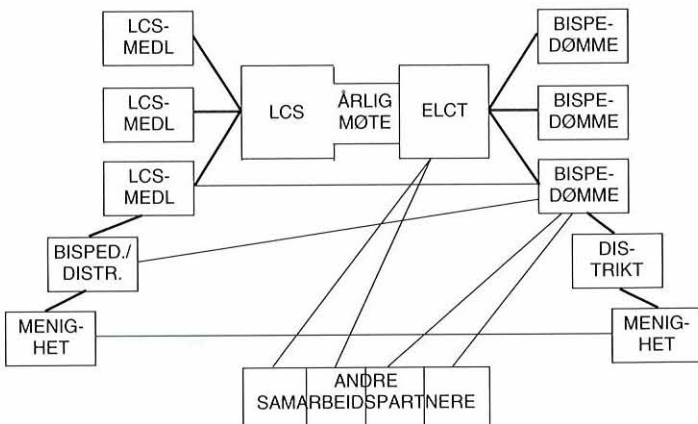 LCS-
MEDL
BISPE-
DØMME
LCS-
MEDL
LCS
ÅRLIG
MØTE
ELCT
BISPE-
DØMME
LCS-
MEDL
BISPE-
DØMME
BISPED./
DISTR.
DIS-
TRIKT
MENIG-
HET
MENIG-
HET
ANDRE
SAMARBEIDSPARTNERE